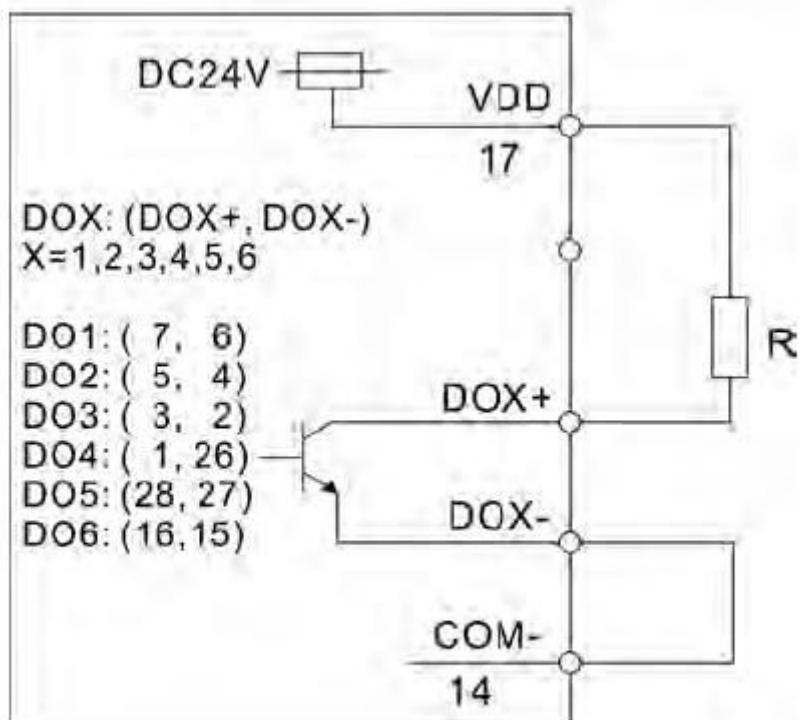 DC24V
VDD
17
DOX: (DOX+, DOX-)
X=1,2,3,4,5,6
DO1: ( 7, 6)
DO2: ( 5, 4)
DO3: ( 3, 2)
DO4: ( 1, 26)
DO5: (28, 27)
DO6: (16, 15)
R
DOX+
DOX-
COM-
14